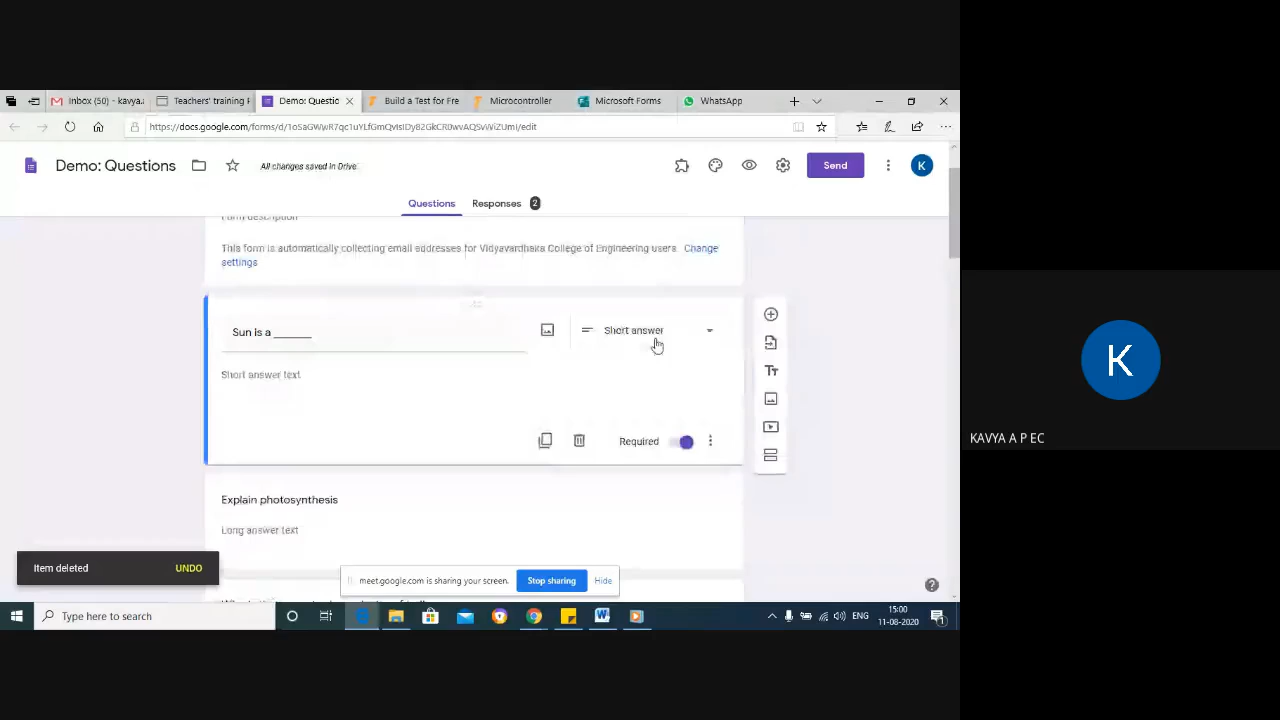 Inbox (50) - kavya.
Teachers' training
Demo: Questio
Build a Test for Fre
Microcontroller
Microsoft Forms
WhatsApp
Demo: Questions
All changes saved in Drive
Send
K
Questions
Responses 2
Form description
This form is automatically collecting email addresses for Vidyavardhaka College of Engineering users. Change
settings
Sun is a ______
Short answer
Short answer text
Required
Explain photosynthesis
Long answer text
Item deleted
UNDO
meet.google.com is sharing your screen.
Stop sharing
Hide
Type here to search
ENG
15:00
11-08-2020
K
KAVYA A P EC